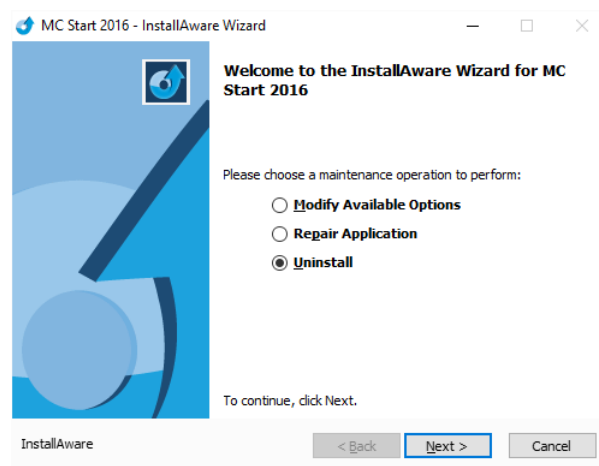 MC Start 2016 - InstallAware Wizard
Welcome to the InstallAware Wizard for MC
Start 2016
Please choose a maintenance operation to perform:
Modify Available Options
Repair Application
Uninstall
To continue, click Next.
InstallAware
< Back
Next >
Cancel